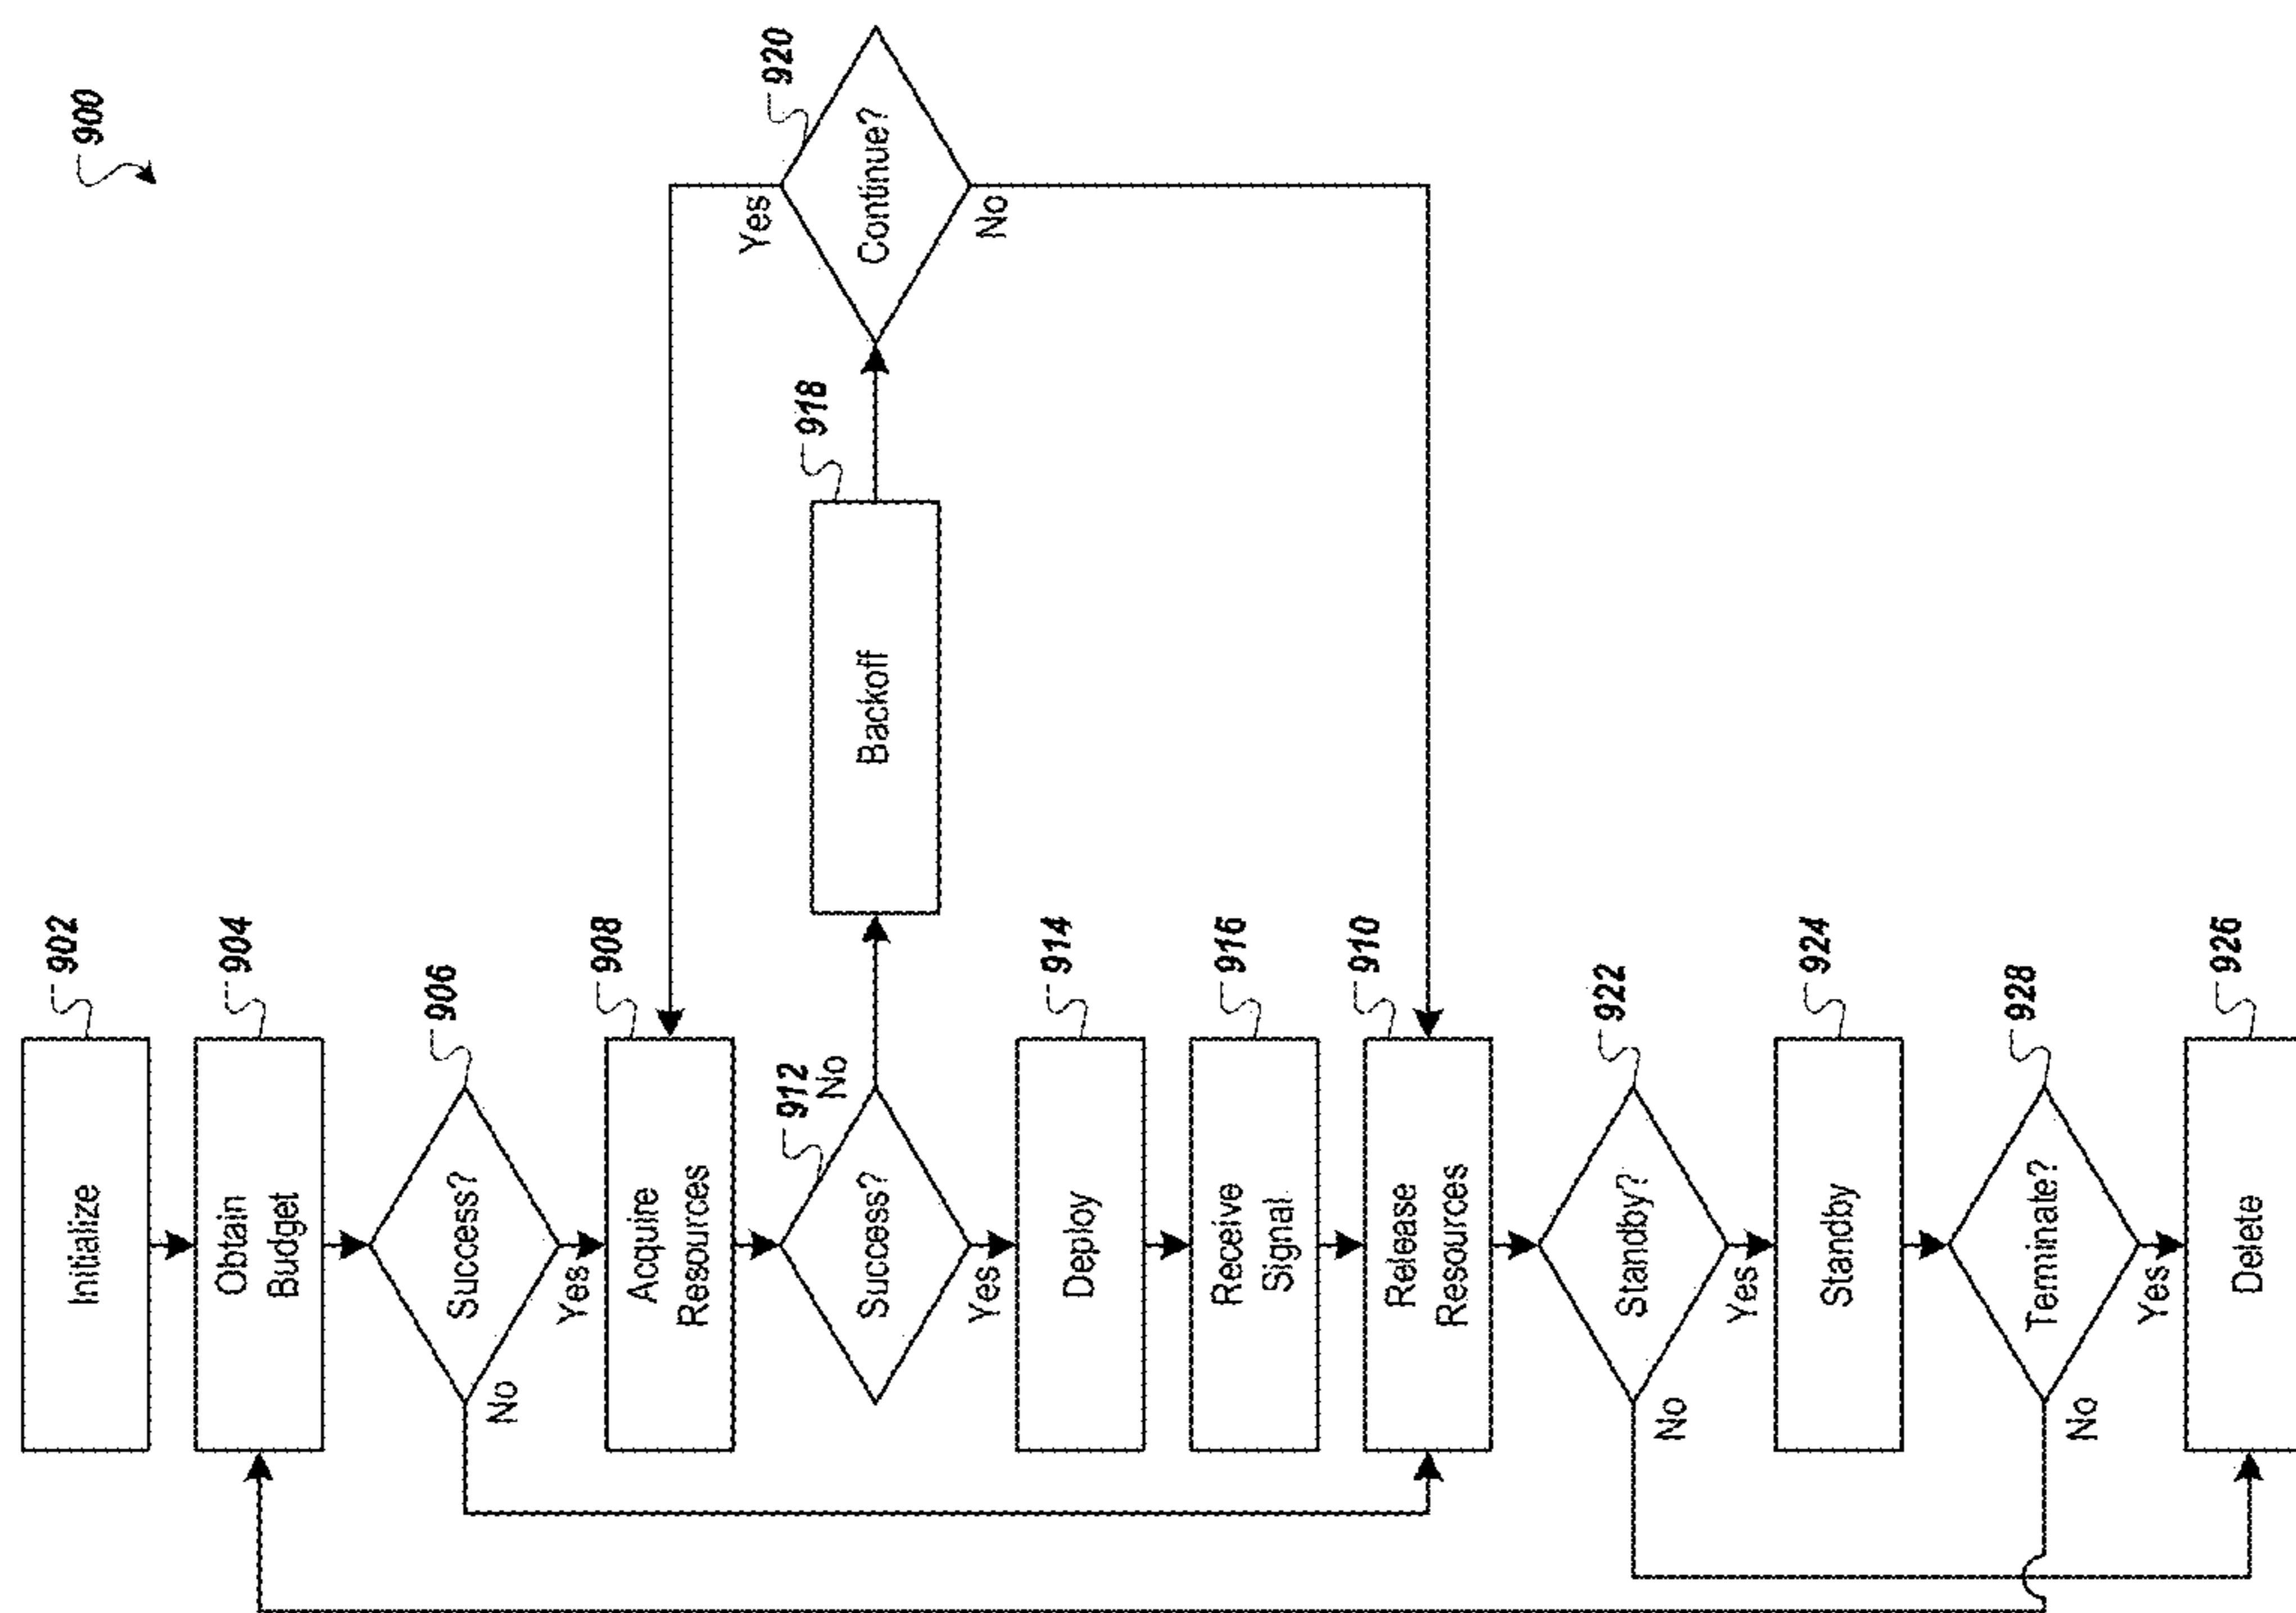 900
Initialize
902
Obtain
Budget
904
Success?
906
No
Yes
Acquire
Resources
908
Success?
912
No
Yes
Backoff
918
Continue?
920
Yes
No
Deploy
914
Receive
Signal
916
Release
Resources
910
Standby?
922
No
Yes
Standby
924
Teminate?
928
No
Yes
Delete
926